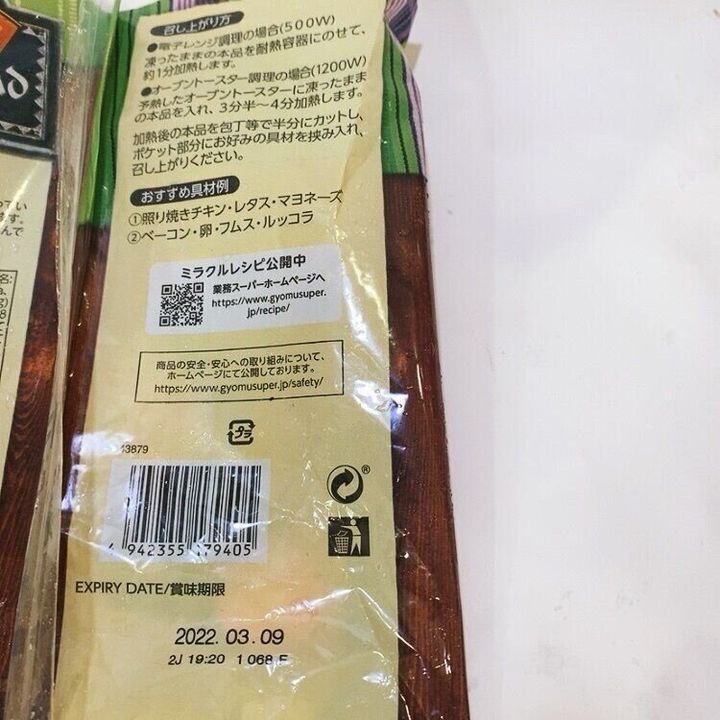 召し上がり方
●電子レンジ調理の場合(500W)
凍ったままの本品を耐熱容器にのせて、
約1分加熱します。
●オーブントースター調理の場合(1200W)
予熱したオーブントースターに凍ったまま
の本品を入れ、3分半～4分加熱します。
加熱後の本品を包丁等で半分にカットし、
ポケット部分にお好みの具材を挟み入れ、
召し上がりください。
おすすめ具材例
①照り焼きチキン・レタス・マヨネーズ
②ベーコン・卵・フムス・ルッコラ
ミラクルレシピ公開中
業務スーパーホームページへ
https://www.gyomusuper.
jp/recipe/
商品の安全・安心への取り組みについて、
ホームページにて公開しております。
https://www.gyomusuper.jp/safety/
プラ
43879
4 942355 179405
EXPIRY DATE/賞味期限
2022. 03. 09
2J 19:20 1 068 F